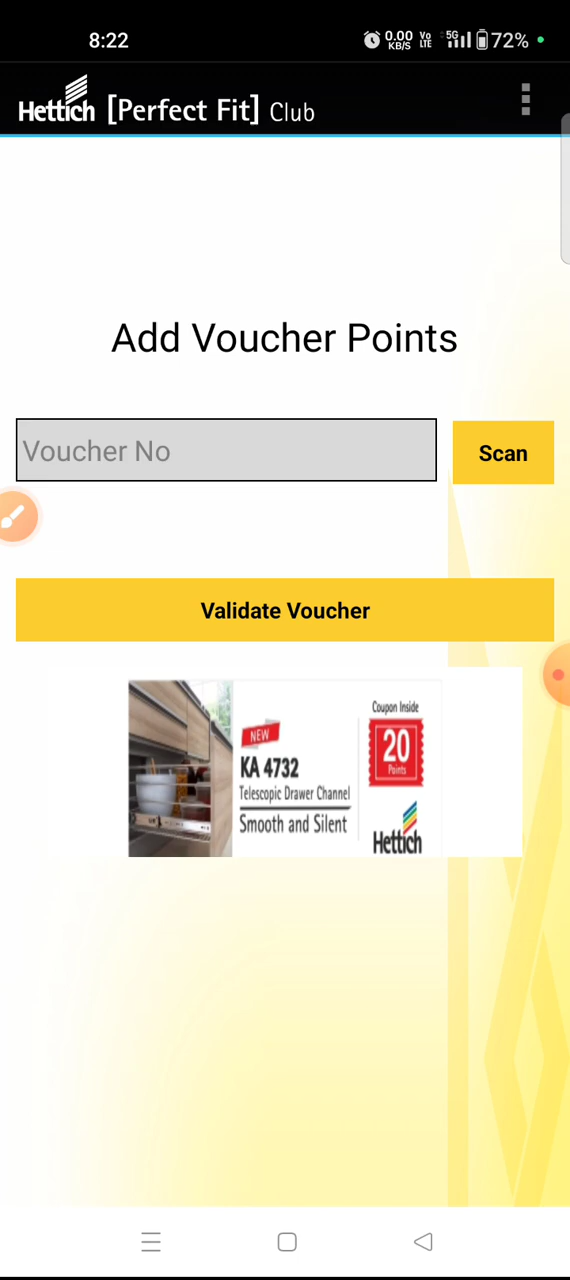 8:22
0.00 KB/S Vo LTE 5G 72%
Hettich [Perfect Fit] Club
Add Voucher Points
Voucher No
Scan
Validate Voucher
NEW
KA 4732
Telescopic Drawer Channel
Smooth and Silent
Coupon Inside
20
Points
Hettich